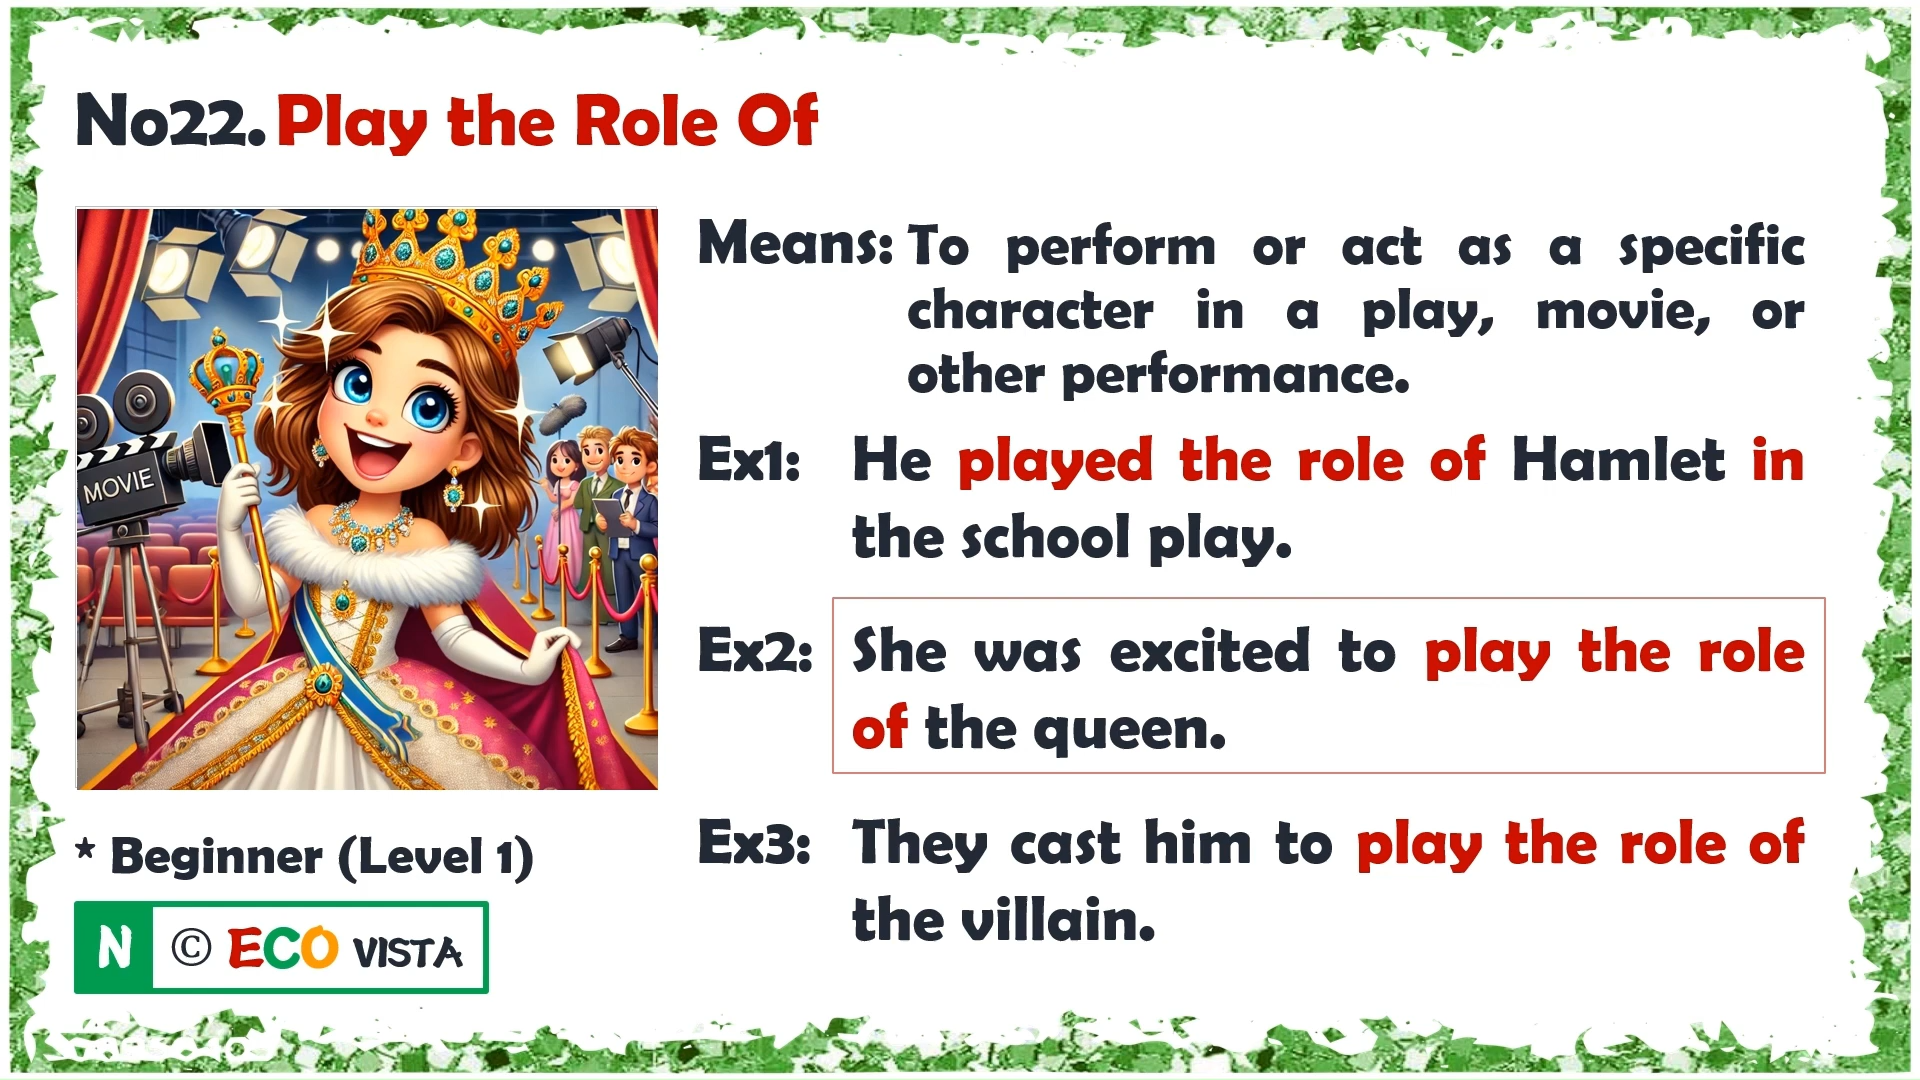 No22. Play the Role Of
MOVIE
Means: To perform or act as a specific
character in a play, movie, or
other performance.
Ex1: He played the role of Hamlet in
the school play.
Ex2: She was excited to play the role
of the queen.
Ex3: They cast him to play the role of
the villain.
* Beginner (Level 1)
N © ECO VISTA